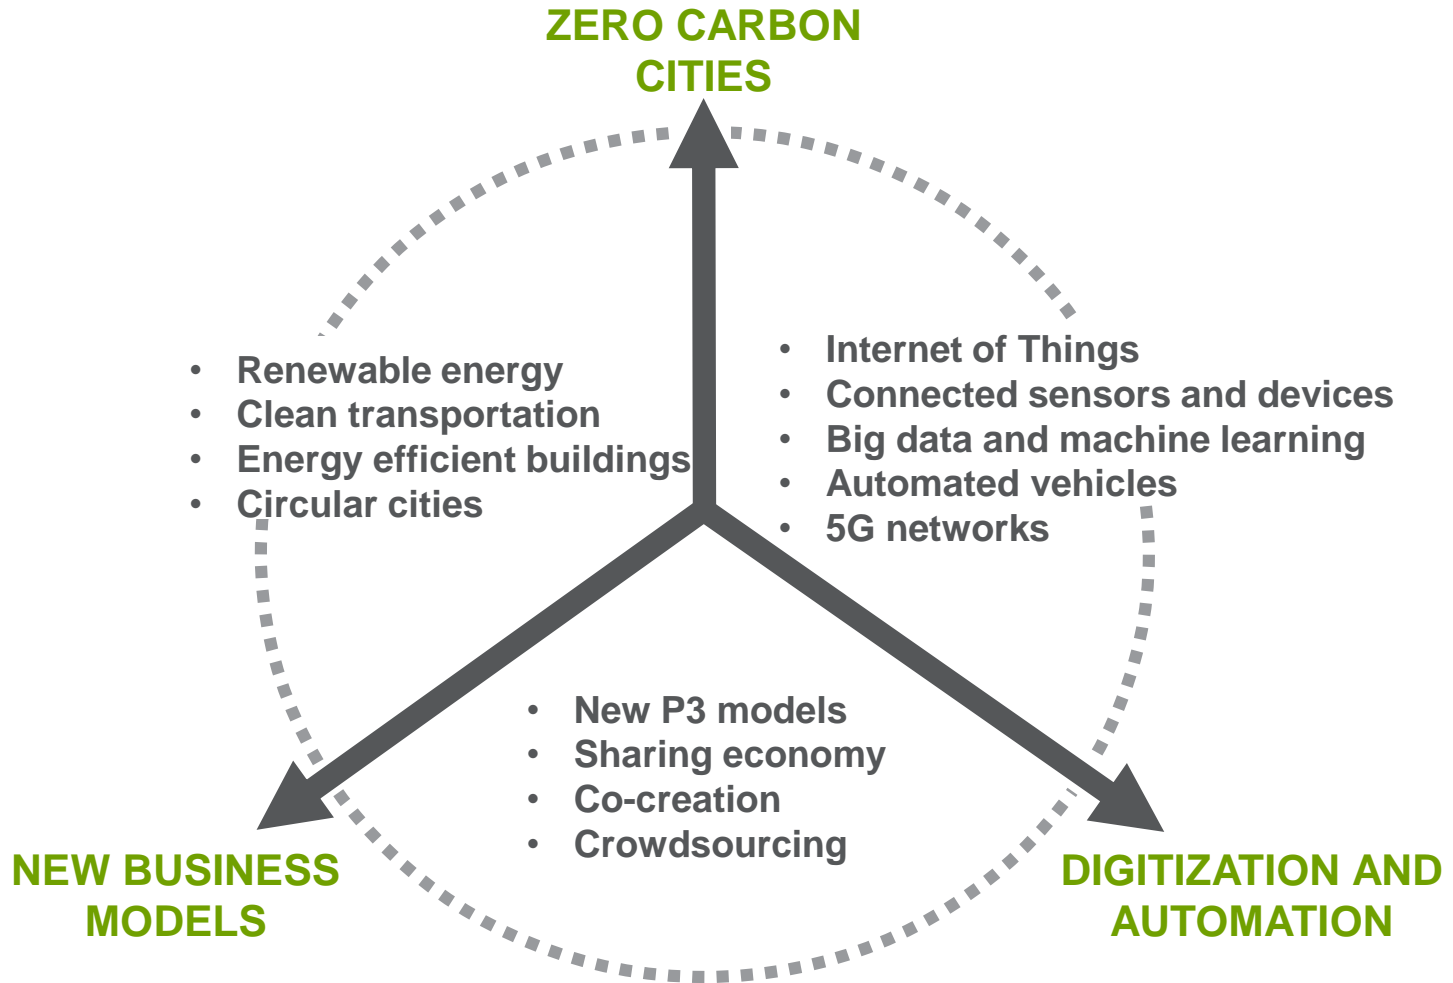 ZERO CARBON
CITIES
• Renewable energy
• Clean transportation
• Energy efficient buildings
• Circular cities
• Internet of Things
• Connected sensors and devices
• Big data and machine learning
• Automated vehicles
• 5G networks
• New P3 models
• Sharing economy
• Co-creation
• Crowdsourcing
NEW BUSINESS
MODELS
DIGITIZATION AND
AUTOMATION